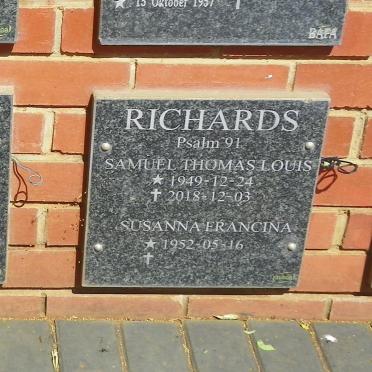 ★ 15 Oktober 1937 ✝
BAFA
RICHARDS
Psalm 91
SAMUEL THOMAS LOUIS
★ 1949-12-24
✝ 2018-12-03
SUSANNA FRANCINA
★ 1952-05-16
✝